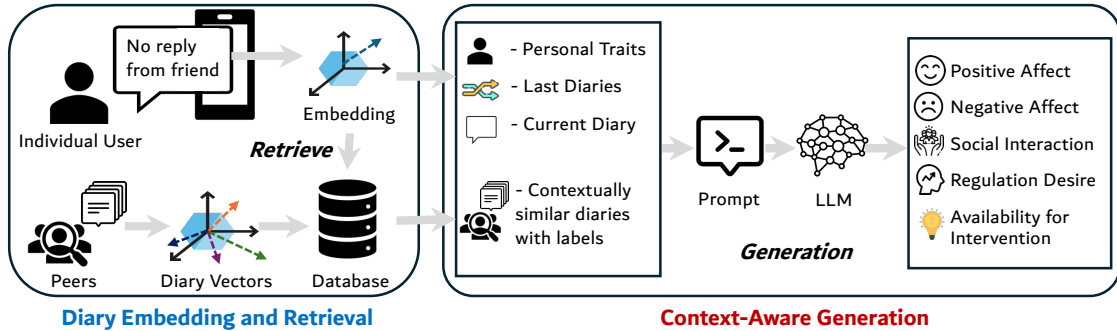 No reply
from friend
Individual User
Embedding
Retrieve
Peers
Diary Vectors
Database
Diary Embedding and Retrieval
- Personal Traits
- Last Diaries
- Current Diary
- Contextually
similar diaries
with labels
Prompt
LLM
Generation
Positive Affect
Negative Affect
Social Interaction
Regulation Desire
Availability for
Intervention
Context-Aware Generation